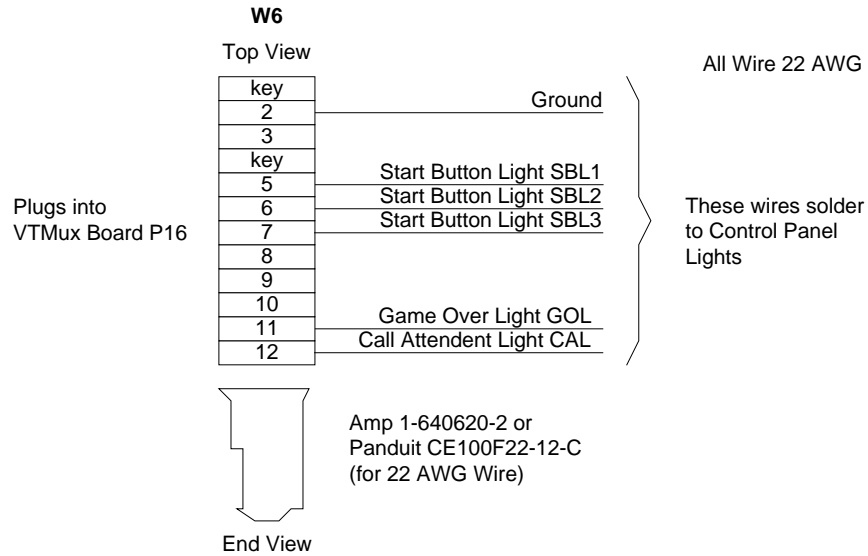 W6
Top View
All Wire 22 AWG
key
2
Ground
3
key
5
Start Button Light SBL1
6
Start Button Light SBL2
7
Start Button Light SBL3
8
9
10
11
Game Over Light GOL
12
Call Attendent Light CAL
Plugs into
VTMux Board P16
These wires solder
to Control Panel
Lights
Amp 1-640620-2 or
Panduit CE100F22-12-C
(for 22 AWG Wire)
End View